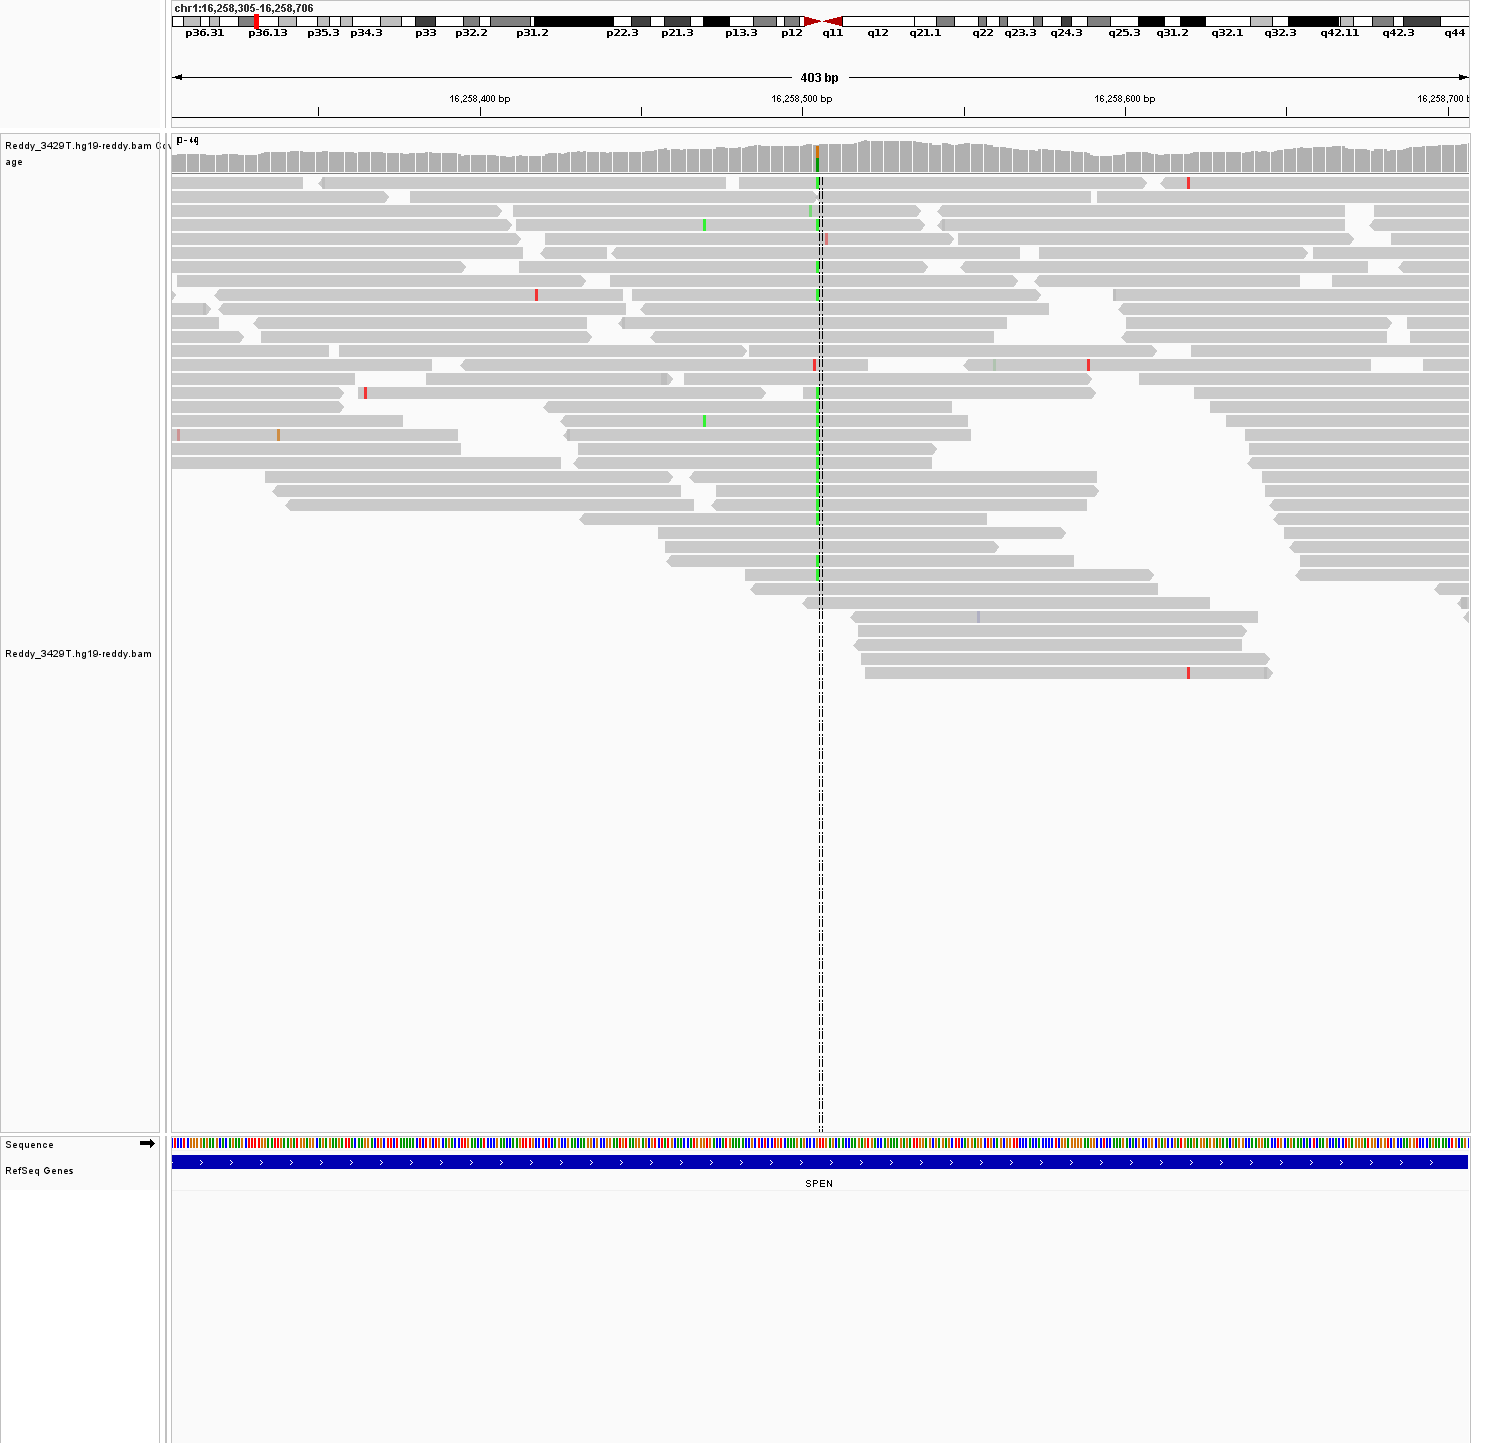 chr1:16,258,305-16,258,706
p36.31 p36.13 p35.3 p34.3 p33 p32.2 p31.2 p22.3 p21.3 p13.3 p12 q11 q12 q21.1 q22 q23.3 q24.3 q25.3 q31.2 q32.1 q32.3 q42.11 q42.3 q44
403 bp
16,258,400 bp 16,258,500 bp 16,258,600 bp 16,258,700 b
Reddy_3429T.hg19-reddy.bam Cov
age
Reddy_3429T.hg19-reddy.bam
Sequence
RefSeq Genes
SPEN